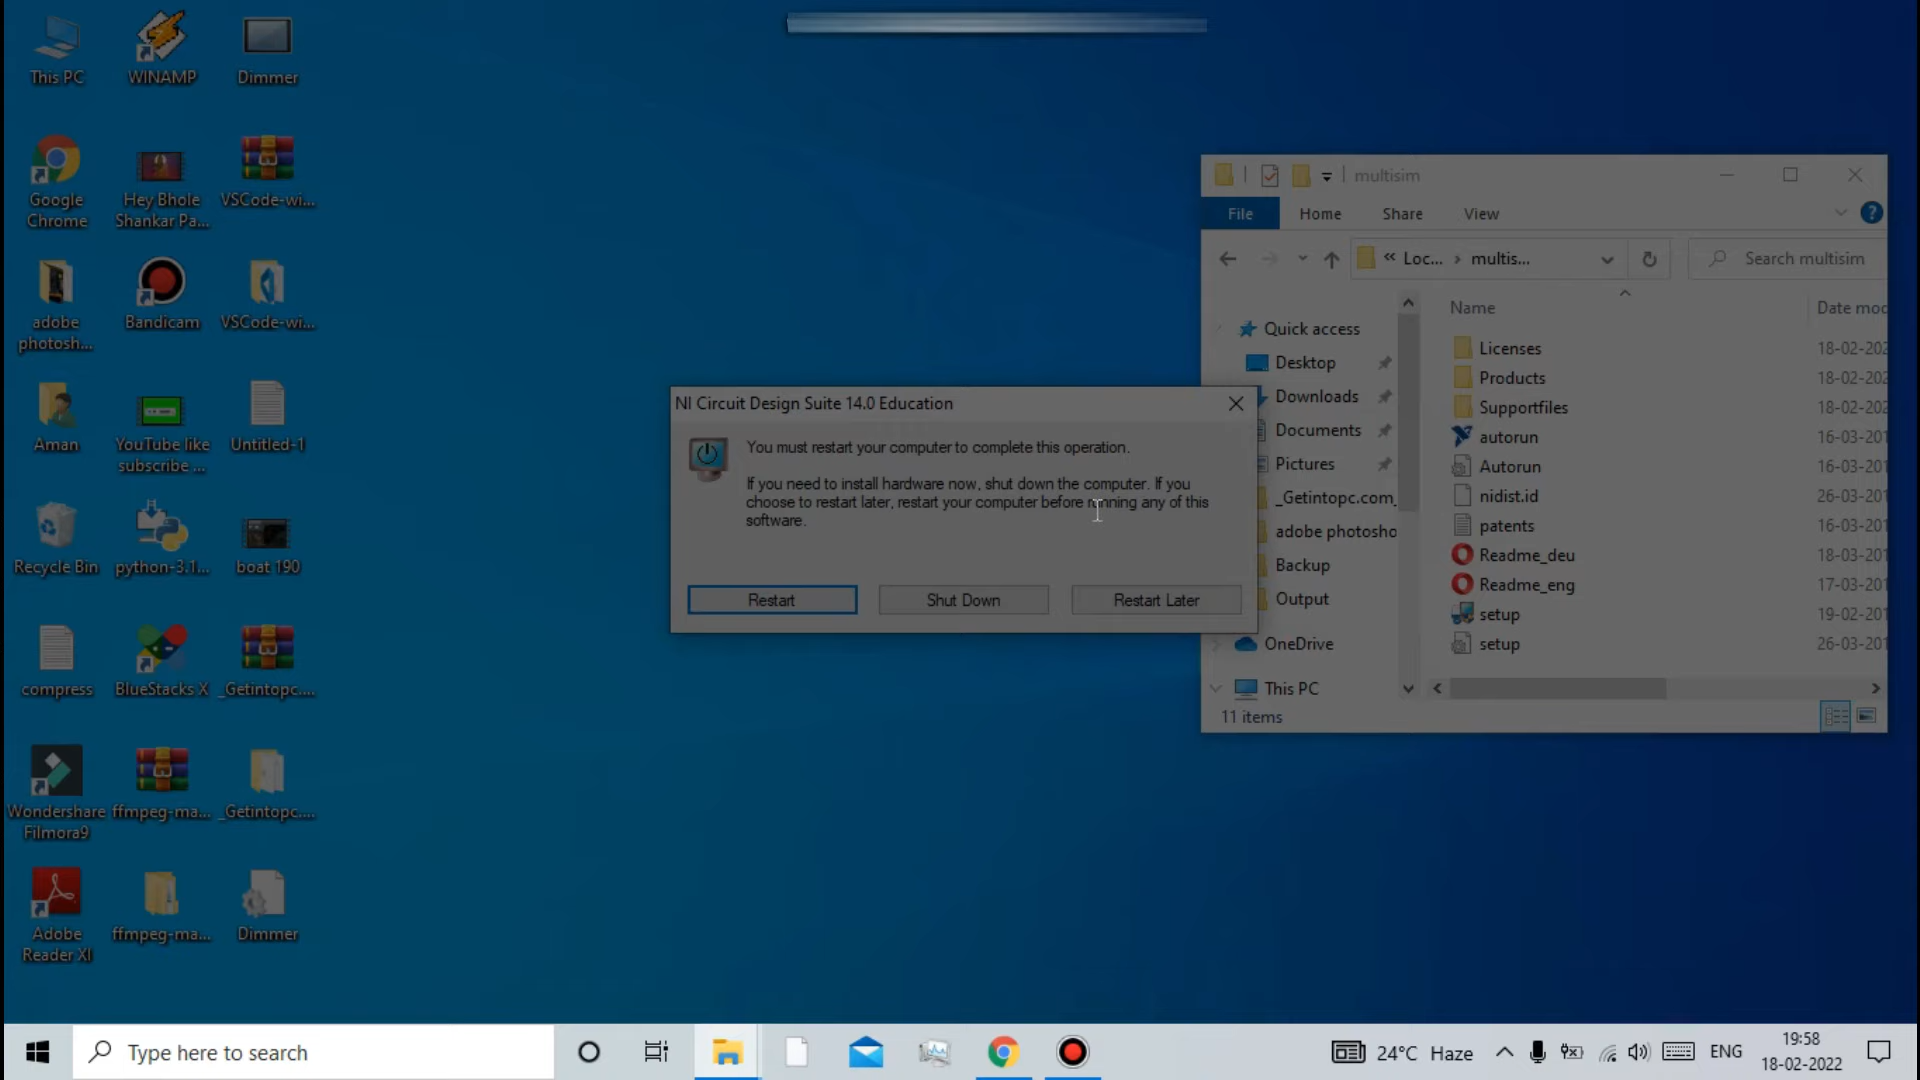 This PC
WINAMP
Dimmer
Google
Chrome
Hey Bhole
Shankar Pa...
VSCode-wi...
adobe
photosh...
Bandicam
VSCode-wi...
Aman
YouTube like
subscribe ...
Untitled-1
Recycle Bin
python-3.1...
boat 190
compress
BlueStacks X
_Getintopc....
Wondershare
Filmora9
ffmpeg-ma...
_Getintopc....
Adobe
Reader XI
ffmpeg-ma...
Dimmer
multisim
File
Home
Share
View
?
« Loc... › multis...
Search multisim
Name
Date mod
Quick access
Desktop
Downloads
Documents
Pictures
_Getintopc.com_
adobe photosho
Backup
Output
OneDrive
This PC
Licenses
18-02-202
Products
18-02-202
Supportfiles
18-02-202
autorun
16-03-201
Autorun
16-03-201
nidist.id
26-03-201
patents
16-03-201
Readme_deu
18-03-201
Readme_eng
17-03-201
setup
19-02-201
setup
26-03-201
11 items
NI Circuit Design Suite 14.0 Education
You must restart your computer to complete this operation.
If you need to install hardware now, shut down the computer. If you
choose to restart later, restart your computer before running any of this
software.
Restart
Shut Down
Restart Later
Type here to search
24°C Haze
ENG
19:58
18-02-2022